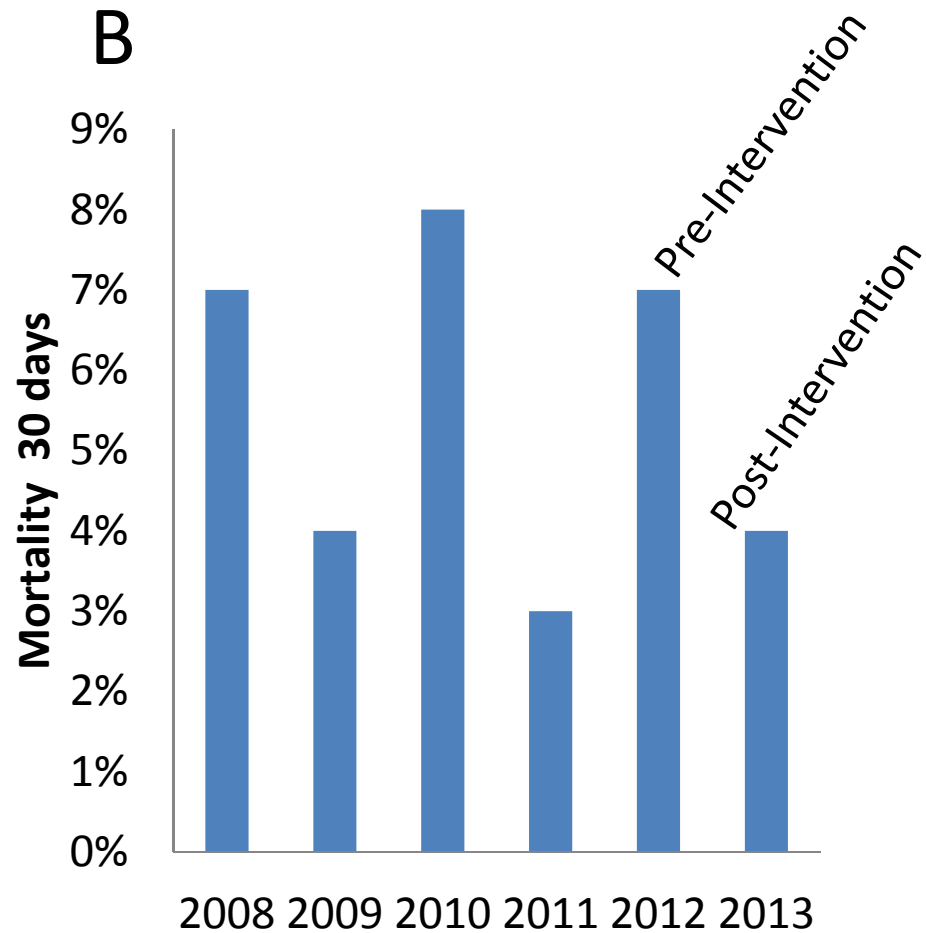 B
9%
8%
7%
6%
5%
4%
3%
2%
1%
0%
Mortality 30 days
Pre-Intervention
Post-Intervention
2008 2009 2010 2011 2012 2013